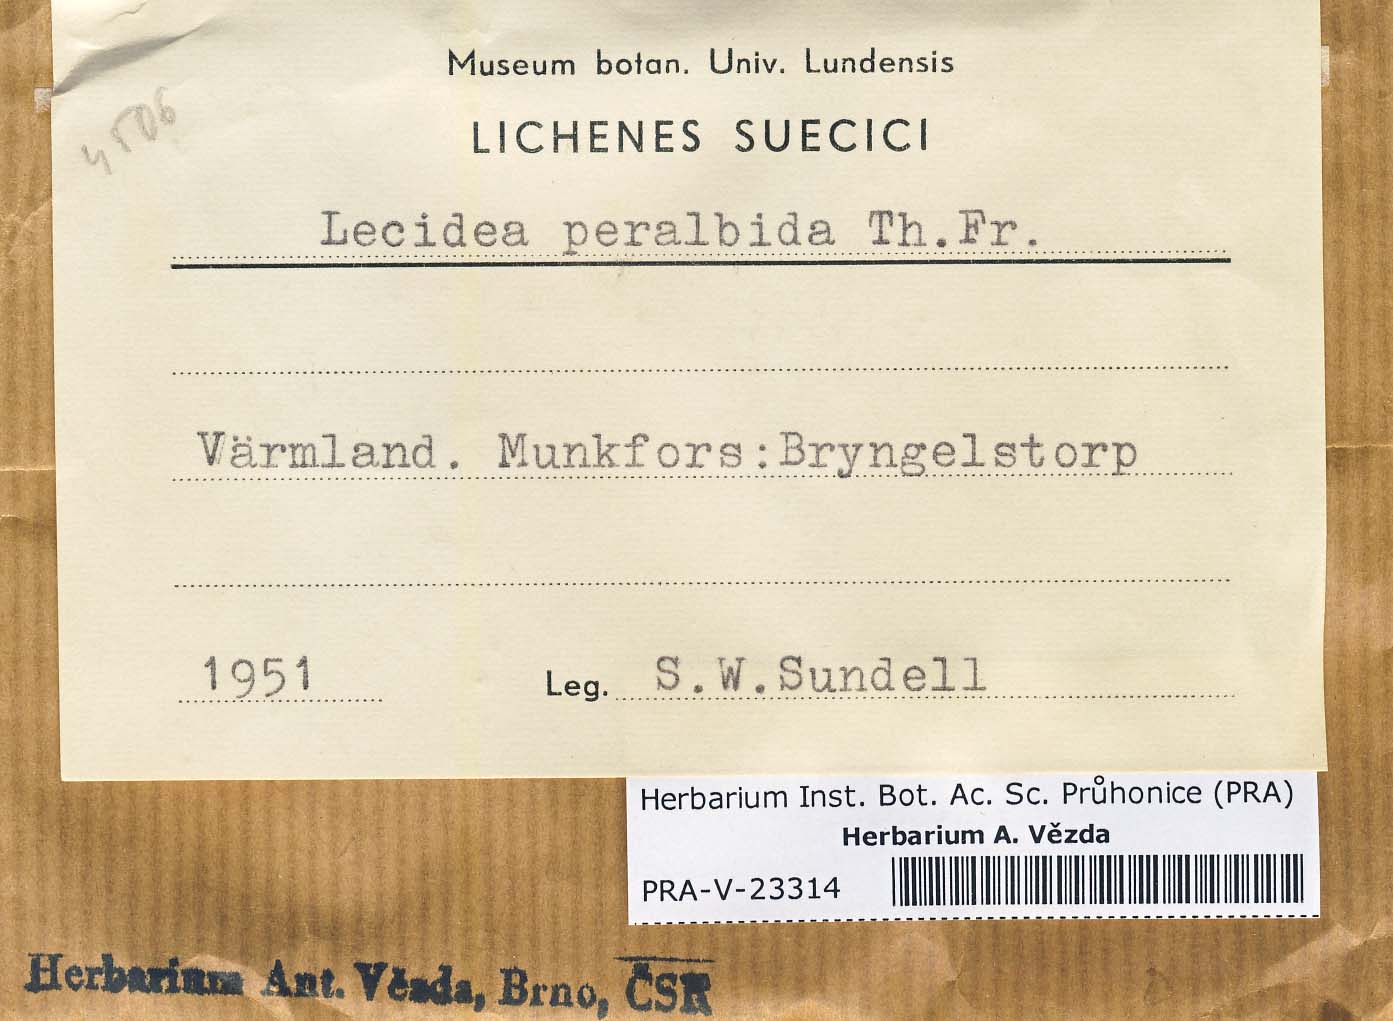 Museum botan. Univ. Lundensis
4506
LICHENES SUECICI
Lecidea peralbida Th.Fr.
Värmland. Munkfors:Bryngelstorp
1951 Leg. S.W.Sundell
Herbarium Inst. Bot. Ac. Sc. Průhonice (PRA)
Herbarium A. Vězda
PRA-V-23314
Herbarium Ant. Vězda, Brno, ČSR